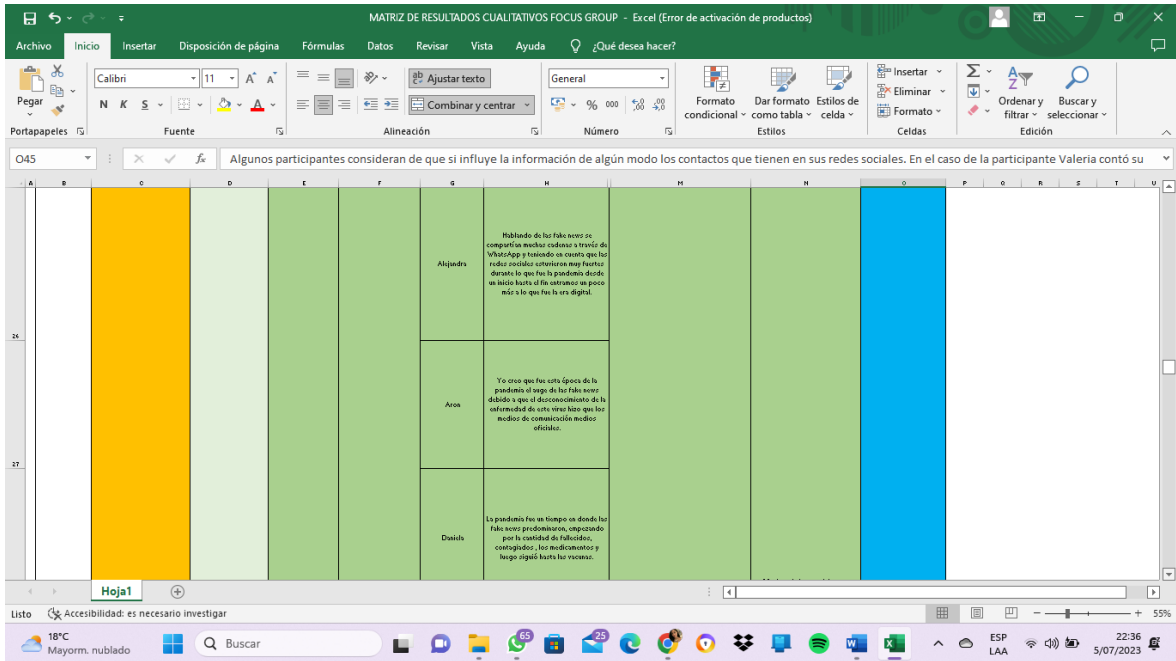 MATRIZ DE RESULTADOS CUALITATIVOS FOCUS GROUP - Excel (Error de activación de productos)
Archivo Inicio Insertar Disposición de página Fórmulas Datos Revisar Vista Ayuda ¿Qué desea hacer?
Pegar
Portapapeles
Calibri 11
N K S
Fuente
Ajustar texto
Combinar y centrar
Alineación
General
% 000
Número
Formato condicional
Dar formato como tabla
Estilos de celda
Estilos
Insertar
Eliminar
Formato
Celdas
Ordenar y filtrar
Buscar y seleccionar
Edición
O45
fx Algunos participantes consideran de que si influye la información de algún modo los contactos que tienen en sus redes sociales. En el caso de la participante Valeria contó su
A B C D E F G H M N O P Q R S T U
Alejandra
Hablando de las fake news se
compartían muchas cadenas a través de
WhatsApp y teniendo en cuenta que las
redes sociales estuvieron muy fuertes
durante lo que fue la pandemia desde
un inicio hasta el fin entramos un poco
más a lo que fue la era digital.
26
Aron
Yo creo que fue esta época de la
pandemia el auge de las fake news
debido a que el desconocimiento de la
enfermedad de este virus hizo que los
medios de comunicación medios
oficiales.
27
Daniela
La pandemia fue un tiempo en donde las
fake news predominaron, empezando
por la cantidad de fallecidos,
contagiados , los medicamentos y
luego siguió hasta las vacunas.
Hoja1
Listo Accesibilidad: es necesario investigar
55%
18°C
Mayorm. nublado
Buscar
65
25
ESP
LAA
22:36
5/07/2023